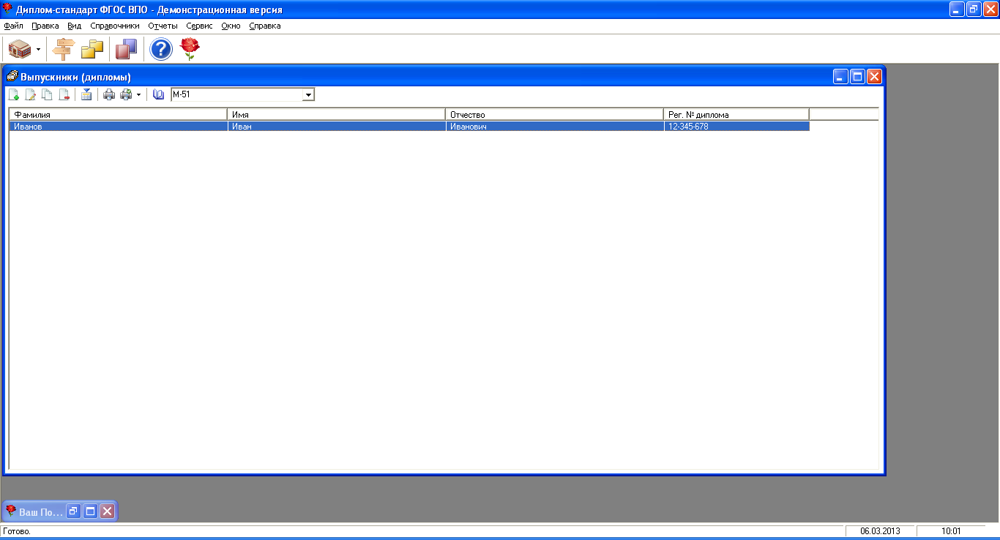 Диплом-стандарт ФГОС ВПО - Демонстрационная версия
Файл Правка Вид Справочники Отчеты Сервис Окно Справка
Выпускники (дипломы)
М-51
Фамилия Имя Отчество Рег. № диплома
Иванов Иван Иванович 12-345-678
Ваш По...
Готово. 06.03.2013 10:01